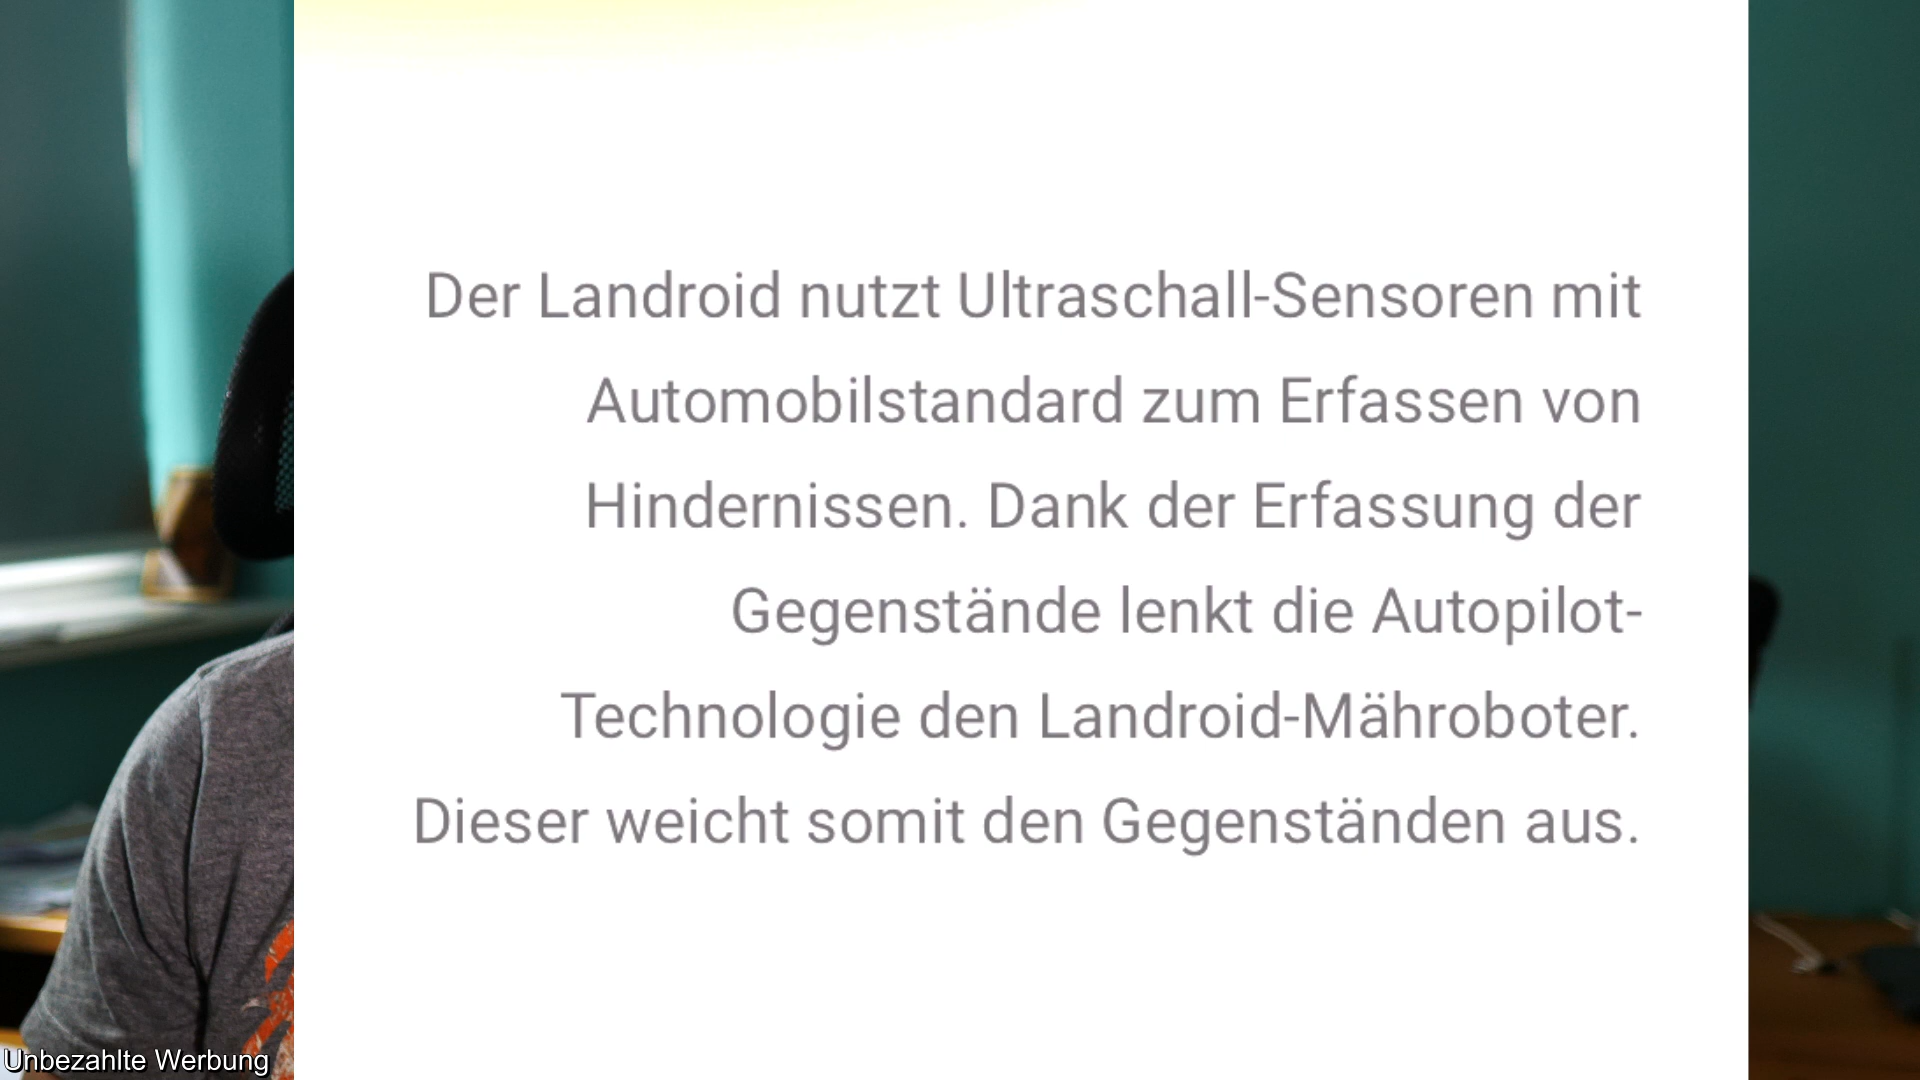 Der Landroid nutzt Ultraschall-Sensoren mit
Automobilstandard zum Erfassen von
Hindernissen. Dank der Erfassung der
Gegenstände lenkt die Autopilot-
Technologie den Landroid-Mähroboter.
Dieser weicht somit den Gegenständen aus.
Unbezahlte Werbung